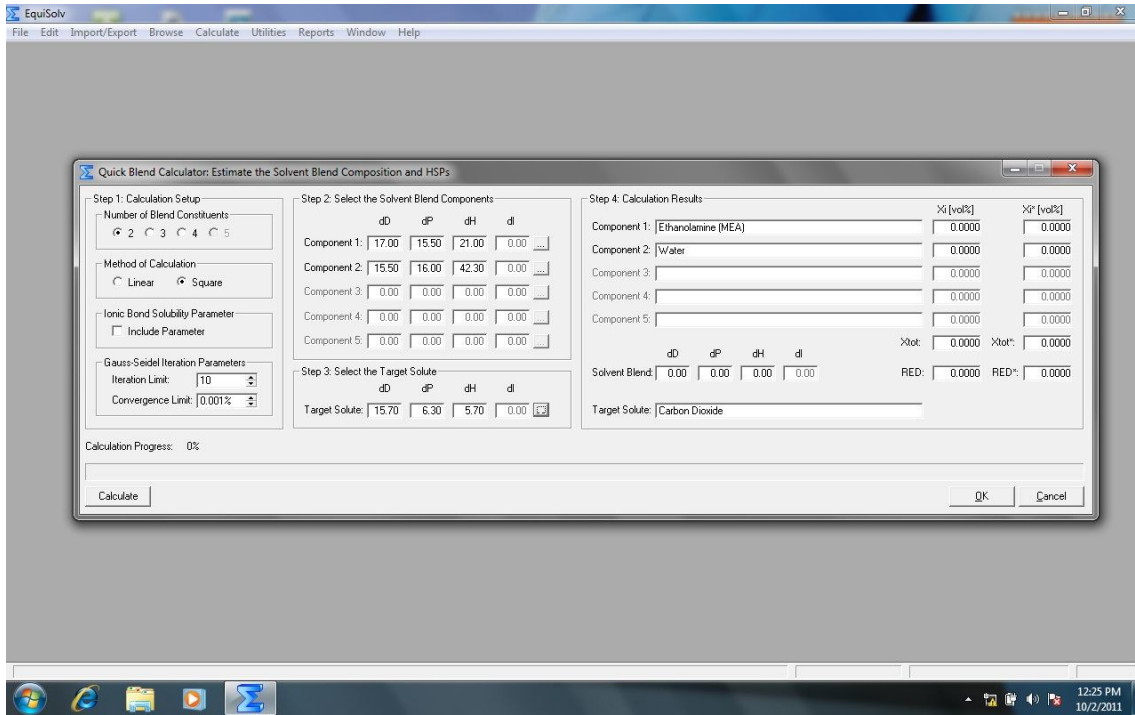 EquiSolv
File Edit Import/Export Browse Calculate Utilities Reports Window Help
Quick Blend Calculator: Estimate the Solvent Blend Composition and HSPs
Step 1: Calculation Setup
Number of Blend Constituents
2 3 4 5
Method of Calculation
Linear Square
Ionic Bond Solubility Parameter
Include Parameter
Gauss-Seidel Iteration Parameters
Iteration Limit: 10
Convergence Limit: 0.001%
Step 2: Select the Solvent Blend Components
dD dP dH dI
Component 1: 17.00 15.50 21.00 0.00 ...
Component 2: 15.50 16.00 42.30 0.00 ...
Component 3: 0.00 0.00 0.00 0.00 ...
Component 4: 0.00 0.00 0.00 0.00 ...
Component 5: 0.00 0.00 0.00 0.00 ...
Step 3: Select the Target Solute
dD dP dH dI
Target Solute: 15.70 6.30 5.70 0.00 ...
Step 4: Calculation Results
Xi [vol%] Xi* [vol%]
Component 1: Ethanolamine (MEA) 0.0000 0.0000
Component 2: Water 0.0000 0.0000
Component 3: 0.0000 0.0000
Component 4: 0.0000 0.0000
Component 5: 0.0000 0.0000
Xtot: 0.0000 Xtot*: 0.0000
dD dP dH dI
Solvent Blend: 0.00 0.00 0.00 0.00 RED: 0.0000 RED*: 0.0000
Target Solute: Carbon Dioxide
Calculation Progress: 0%
Calculate OK Cancel
12:25 PM
10/2/2011